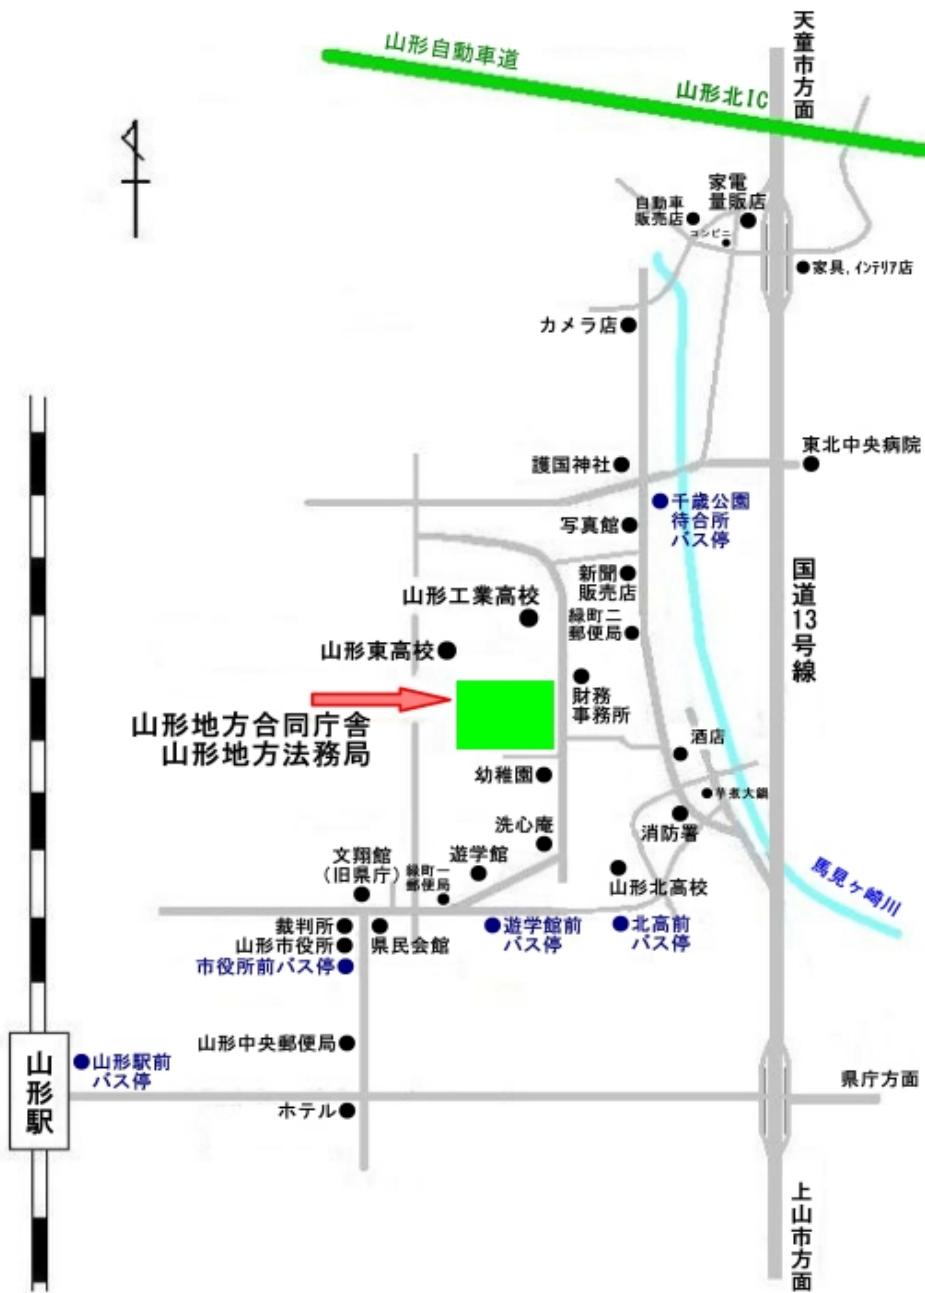 天童市方面
山形自動車道
山形北IC
家電
量販店
自動車
販売店
コンビニ
家具,インテリア店
カメラ店
東北中央病院
護国神社
千歳公園
待合所
バス停
写真館
国道13号線
新聞
販売店
山形工業高校
緑町二
郵便局
山形東高校
財務
事務所
山形地方合同庁舎
山形地方法務局
酒店
幼稚園
芋煮大鍋
洗心庵
消防署
文翔館
(旧県庁)
緑町一
郵便局
遊学館
山形北高校
馬見ヶ崎川
裁判所
山形市役所
市役所前バス停
県民会館
遊学館前
バス停
北高前
バス停
山形中央郵便局
山形駅
山形駅前
バス停
県庁方面
ホテル
上山市方面